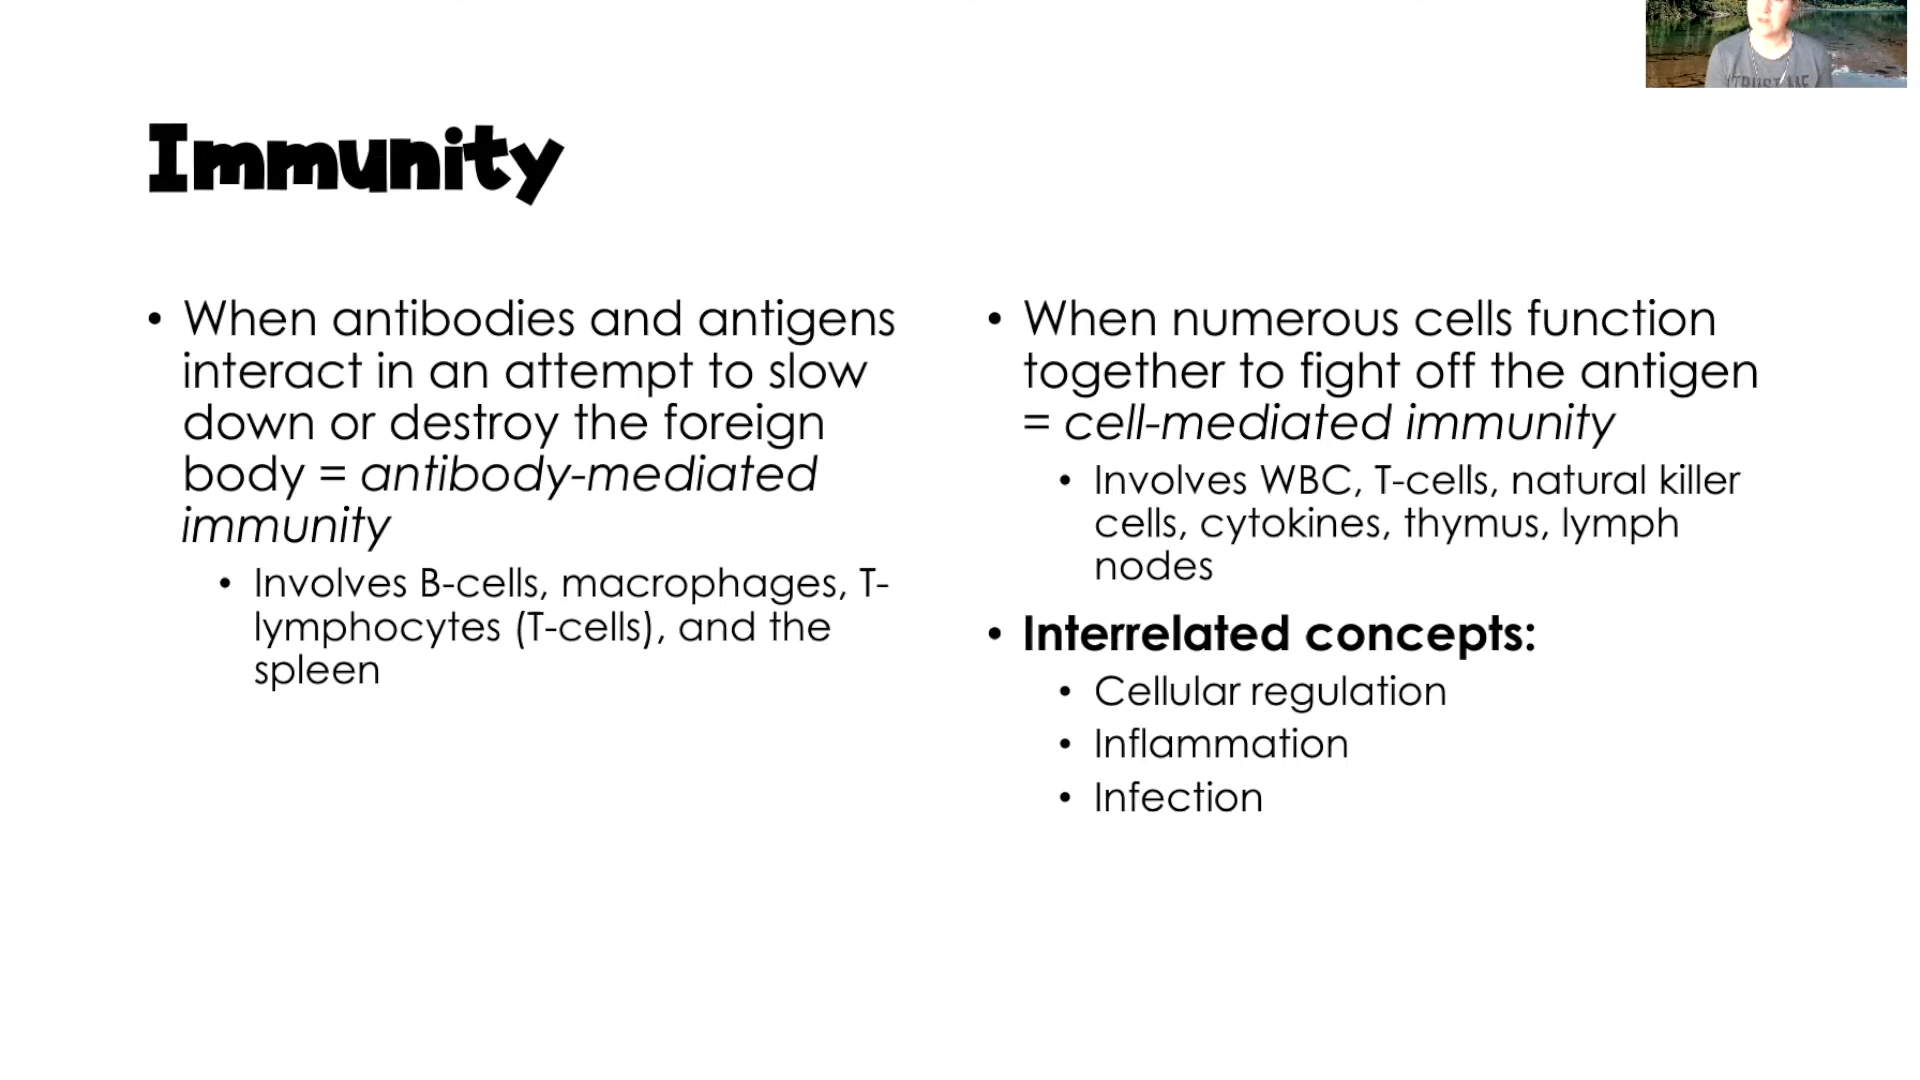 Immunity
• When antibodies and antigens
interact in an attempt to slow
down or destroy the foreign
body = antibody-mediated
immunity
• Involves B-cells, macrophages, T-
lymphocytes (T-cells), and the
spleen
• When numerous cells function
together to fight off the antigen
= cell-mediated immunity
• Involves WBC, T-cells, natural killer
cells, cytokines, thymus, lymph
nodes
• Interrelated concepts:
• Cellular regulation
• Inflammation
• Infection
TRUST ME